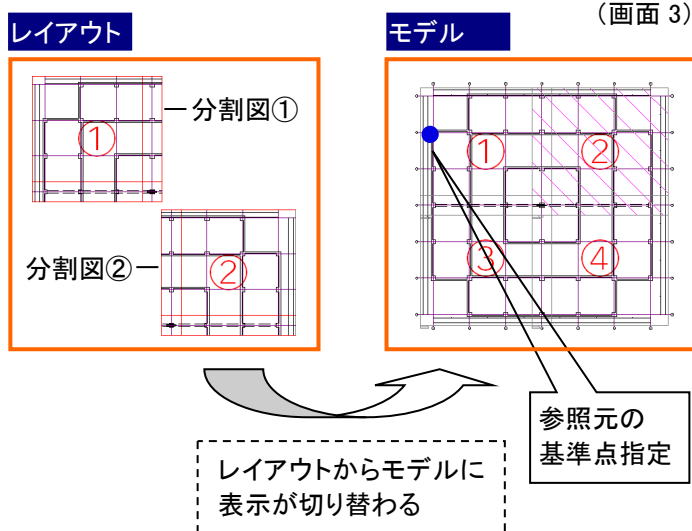 (画面 3)
レイアウト
モデル
分割図①
①
分割図②
②
①
②
③
④
参照元の
基準点指定
レイアウトからモデルに
表示が切り替わる